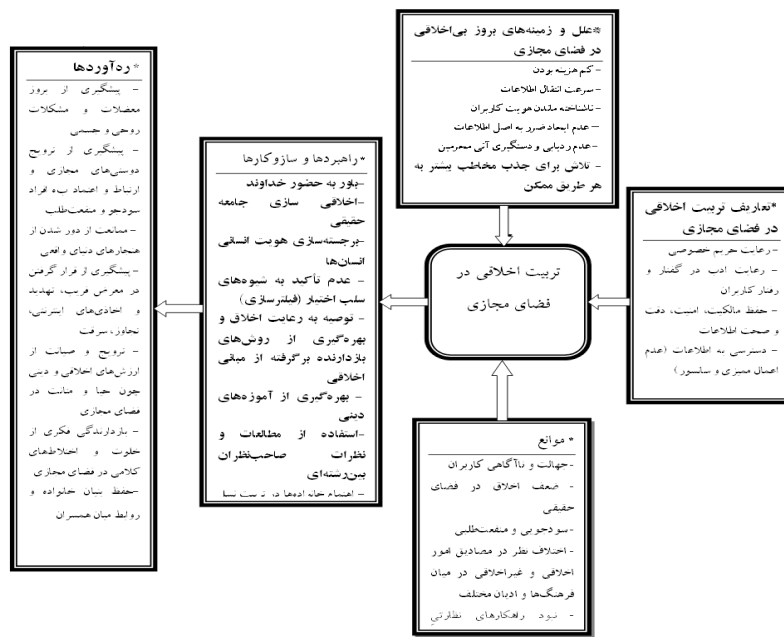 *علل و زمینه‌های بروز بی‌اخلاقی
در فضای مجازی
-کم هزینه بودن
-سرعت انتقال اطلاعات
-ناشناخته ماندن هویت کاربران
-عدم ایجاد ضرر به اصل اطلاعات
-عدم ردیابی و دستگیری آنی مجرمین
- تلاش برای جذب مخاطب بیشتر به
هر طریق ممکن
*تعاریف تربیت اخلاقی
در فضای مجازی
-رعایت حریم خصوصی
- رعایت ادب در گفتار و
رفتار کاربران
- حفظ مالکیت، امنیت، دقت
و صحت اطلاعات
- دسترسی به اطلاعات (عدم
اعمال ممیزی و سانسور)
تربیت اخلاقی در
فضای مجازی
* موانع
-جهالت و ناآگاهی کاربران
- ضعف اخلاق در فضای
حقیقی
-سودجویی و منفعت‌طلبی
- اختلاف نظر در مصادیق امور
اخلاقی و غیراخلاقی در میان
فرهنگ‌ها و ادیان مختلف
- نبود راهکارهای نظارتی
*راهبردها و سازوکارها
-باور به حضور خداوند
-اخلاقی سازی جامعه
حقیقی
-برجسته‌سازی هویت انسانی
انسان‌ها
- عدم تأکید به شیوه‌های
سلب اختیار (فیلترسازی)
- توصیه به رعایت اخلاق و
بهره‌گیری از روش‌های
بازدارنده برگرفته از مبانی
اخلاقی
- بهره‌گیری از آموزه‌های
دینی
-استفاده از مطالعات و
نظرات صاحب‌نظران
بین‌رشته‌ای
- اهتمام خانواده‌ها در تربیت
* ره‌آوردها
- پیشگیری از بروز
معضلات و مشکلات
روحی و جسمی
- پیشگیری از ترویج
دوستی‌های مجازی و
ارتباط و اعتماد به افراد
سودجو و منفعت‌طلب
- ممانعت از دور شدن از
هنجارهای دنیای واقعی
-پیشگیری از قرار گرفتن
در معرض فریب، تهدید
و اخاذی‌های اینترنتی،
تجاوز، سرقت
- ترویج و صیانت از
ارزش‌های اخلاقی و دینی
چون حیا و متانت در
فضای مجازی
- بازدارندگی فکری از
خلوت و اختلاط‌های
کلامی در فضای مجازی
-حفظ بنیان خانواده و
روابط میان همسران